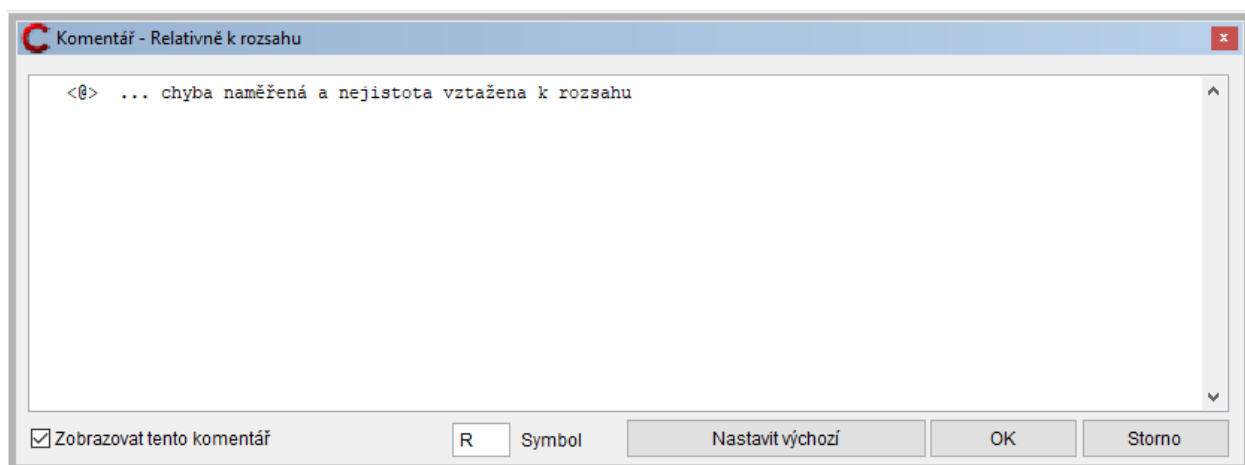 Komentář - Relativně k rozsahu
<@> ... chyba naměřená a nejistota vztažena k rozsahu
Zobrazovat tento komentář R Symbol Nastavit výchozí OK Storno